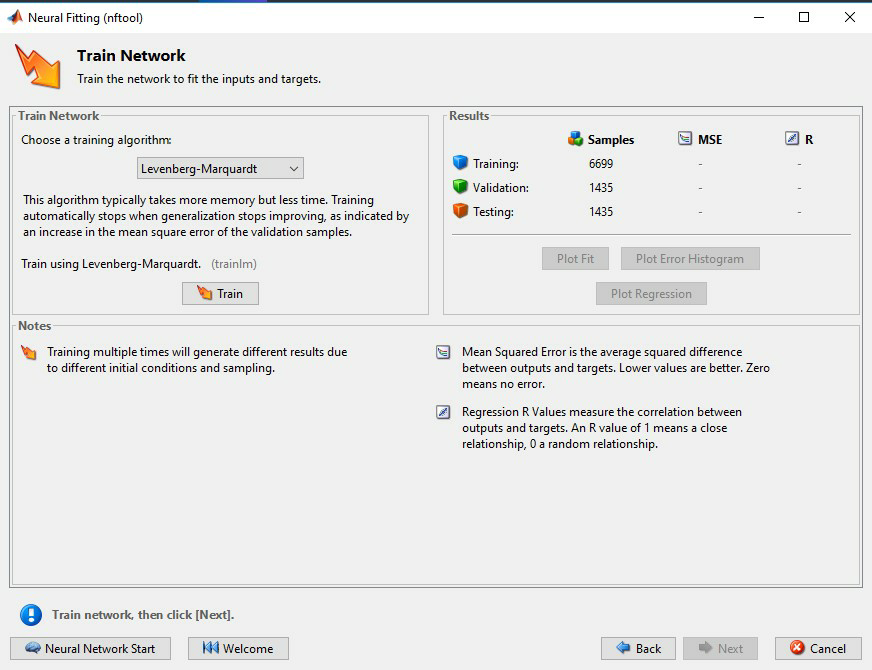 Neural Fitting (nftool)
Train Network
Train the network to fit the inputs and targets.
Train Network
Choose a training algorithm:
Levenberg-Marquardt
This algorithm typically takes more memory but less time. Training
automatically stops when generalization stops improving, as indicated by
an increase in the mean square error of the validation samples.
Train using Levenberg-Marquardt. (trainlm)
Train
Results
Samples MSE R
Training: 6699 - -
Validation: 1435 - -
Testing: 1435 - -
Plot Fit Plot Error Histogram
Plot Regression
Notes
Training multiple times will generate different results due
to different initial conditions and sampling.
Mean Squared Error is the average squared difference
between outputs and targets. Lower values are better. Zero
means no error.
Regression R Values measure the correlation between
outputs and targets. An R value of 1 means a close
relationship, 0 a random relationship.
Train network, then click [Next].
Neural Network Start Welcome Back Next Cancel